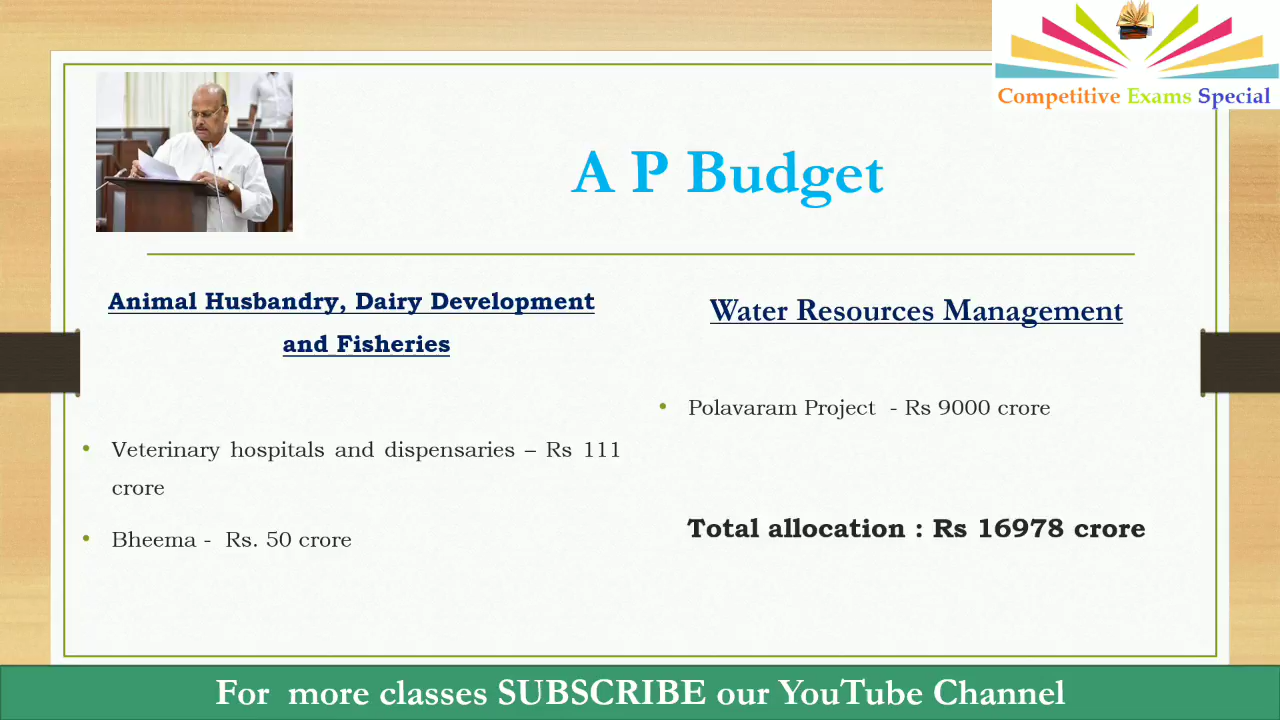 Competitive Exams Special
A P Budget
Animal Husbandry, Dairy Development
and Fisheries
• Veterinary hospitals and dispensaries – Rs 111
crore
• Bheema - Rs. 50 crore
Water Resources Management
• Polavaram Project - Rs 9000 crore
Total allocation : Rs 16978 crore
For more classes SUBSCRIBE our YouTube Channel